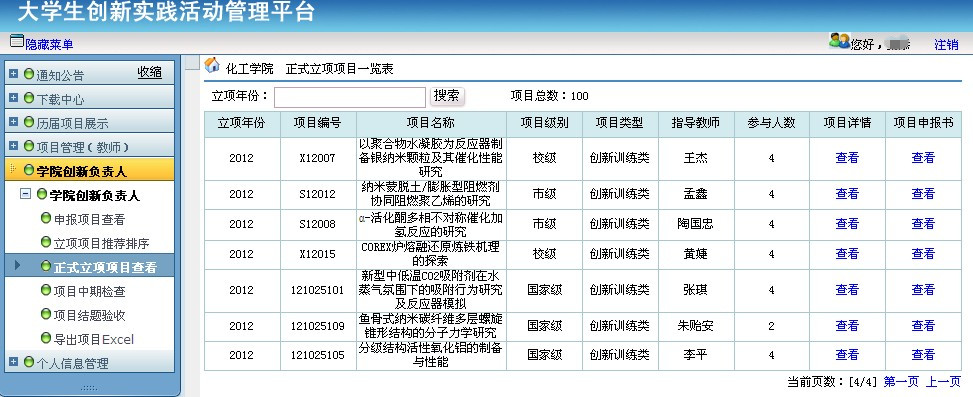 大学生创新实践活动管理平台
隐藏菜单
您好，
注销
通知公告
收缩
下载中心
历届项目展示
项目管理（教师）
学院创新负责人
学院创新负责人
申报项目查看
立项项目推荐排序
正式立项项目查看
项目中期检查
项目结题验收
导出项目Excel
个人信息管理
化工学院 正式立项项目一览表
立项年份：
搜索
项目总数：100
立项年份 项目编号 项目名称 项目级别 项目类型 指导教师 参与人数 项目详情 项目申报书
2012 X12007 以聚合物水凝胶为反应器制
备银纳米颗粒及其催化性能
研究 校级 创新训练类 王杰 4 查看 查看
2012 S12012 纳米蒙脱土/膨胀型阻燃剂
协同阻燃聚乙烯的研究 市级 创新训练类 孟鑫 4 查看 查看
2012 S12008 α-活化酮多相不对称催化加
氢反应的研究 市级 创新训练类 陶国忠 4 查看 查看
2012 X12015 COREX炉熔融还原炼铁机理
的探索 校级 创新训练类 黄婕 4 查看 查看
2012 121025101 新型中低温CO2吸附剂在水
蒸气氛围下的吸附行为研究
及反应器模拟 国家级 创新训练类 张琪 4 查看 查看
2012 121025109 鱼骨式纳米碳纤维多层螺旋
锥形结构的分子力学研究 国家级 创新训练类 朱贻安 2 查看 查看
2012 121025105 分级结构活性氧化铝的制备
与性能 国家级 创新训练类 李平 4 查看 查看
当前页数：[4/4] 第一页 上一页